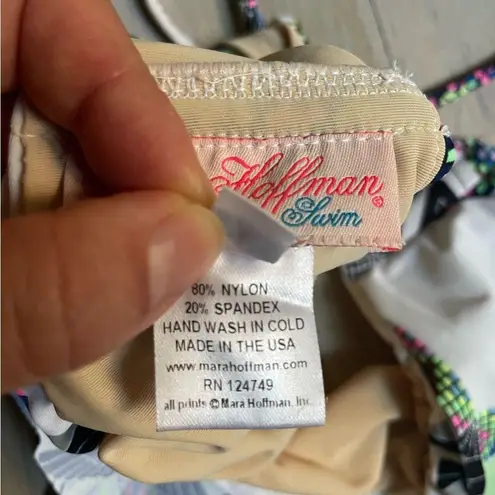 Hoffman
Swim ®
80% NYLON
20% SPANDEX
HAND WASH IN COLD
MADE IN THE USA
www.marahoffman.com
RN 124749
all prints © Mara Hoffman, Inc.